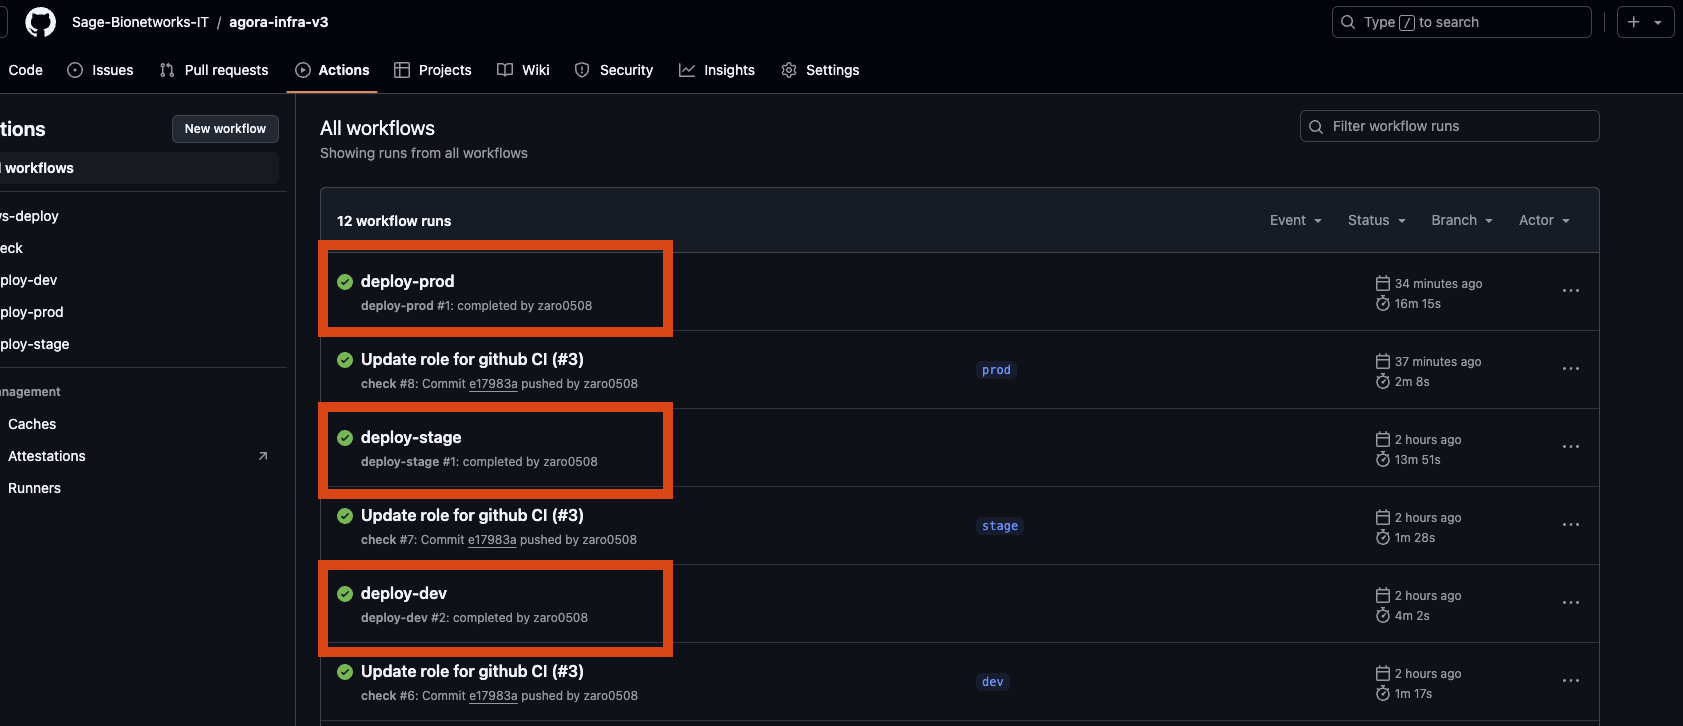 Sage-Bionetworks-IT / agora-infra-v3
Type / to search
Code Issues Pull requests Actions Projects Wiki Security Insights Settings
tions
New workflow
workflows
s-deploy
eck
ploy-dev
ploy-prod
ploy-stage
nagement
Caches
Attestations
Runners
All workflows
Showing runs from all workflows
Filter workflow runs
12 workflow runs
Event Status Branch Actor
deploy-prod
deploy-prod #1: completed by zaro0508
34 minutes ago
16m 15s
Update role for github CI (#3)
check #8: Commit e17983a pushed by zaro0508
prod
37 minutes ago
2m 8s
deploy-stage
deploy-stage #1: completed by zaro0508
2 hours ago
13m 51s
Update role for github CI (#3)
check #7: Commit e17983a pushed by zaro0508
stage
2 hours ago
1m 28s
deploy-dev
deploy-dev #2: completed by zaro0508
2 hours ago
4m 2s
Update role for github CI (#3)
check #6: Commit e17983a pushed by zaro0508
dev
2 hours ago
1m 17s